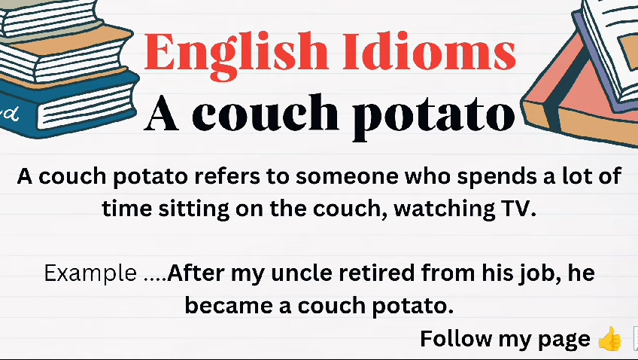 English Idioms
A couch potato
A couch potato refers to someone who spends a lot of
time sitting on the couch, watching TV.
Example ....After my uncle retired from his job, he
became a couch potato.
Follow my page 👍